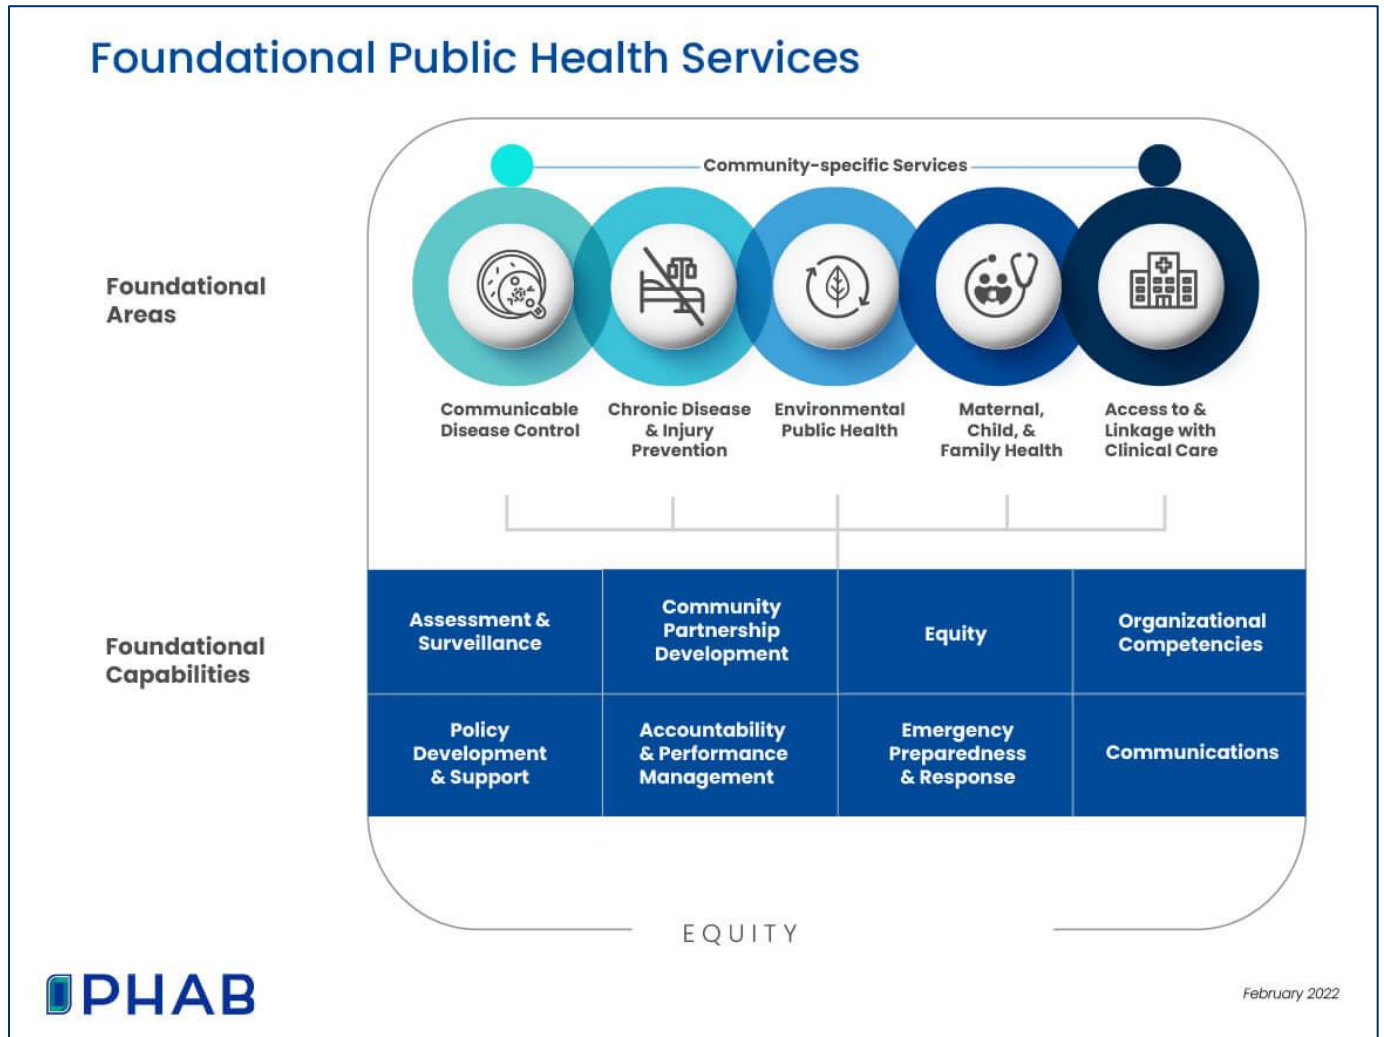 Foundational Public Health Services
Community-specific Services
Foundational
Areas
Communicable
Disease Control
Chronic Disease
& Injury
Prevention
Environmental
Public Health
Maternal,
Child, &
Family Health
Access to &
Linkage with
Clinical Care
Foundational
Capabilities
Assessment &
Surveillance
Community
Partnership
Development
Equity
Organizational
Competencies
Policy
Development
& Support
Accountability
& Performance
Management
Emergency
Preparedness
& Response
Communications
EQUITY
PHAB
February 2022